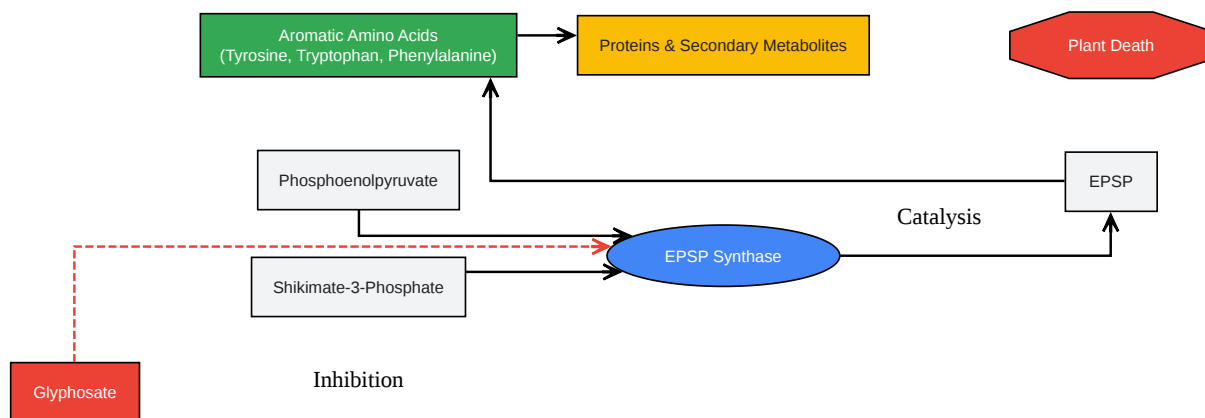 Aromatic Amino Acids
(Tyrosine, Tryptophan, Phenylalanine)
Proteins & Secondary Metabolites
Plant Death
Phosphoenolpyruvate
EPSP
Catalysis
EPSP Synthase
Shikimate-3-Phosphate
Inhibition
Glyphosate